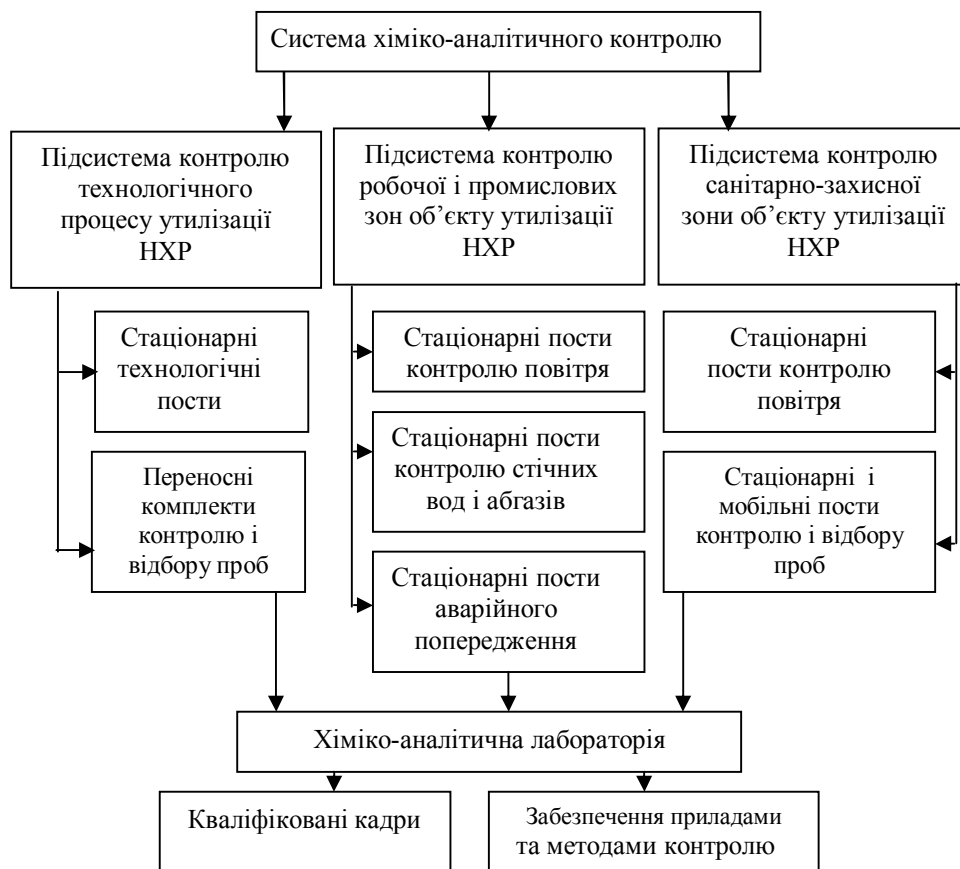 Система хіміко-аналітичного контролю
Підсистема контролю
технологічного
процесу утилізації
НХР
Підсистема контролю
робочої і промислових
зон об’єкту утилізації
НХР
Підсистема контролю
санітарно-захисної
зони об’єкту утилізації
НХР
Стаціонарні
технологічні
пости
Переносні
комплекти
контролю і
відбору проб
Стаціонарні пости
контролю повітря
Стаціонарні пости
контролю стічних
вод і абгазів
Стаціонарні пости
аварійного
попередження
Стаціонарні
пости контролю
повітря
Стаціонарні і
мобільні пости
контролю і відбору
проб
Хіміко-аналітична лабораторія
Кваліфіковані кадри
Забезпечення приладами
та методами контролю